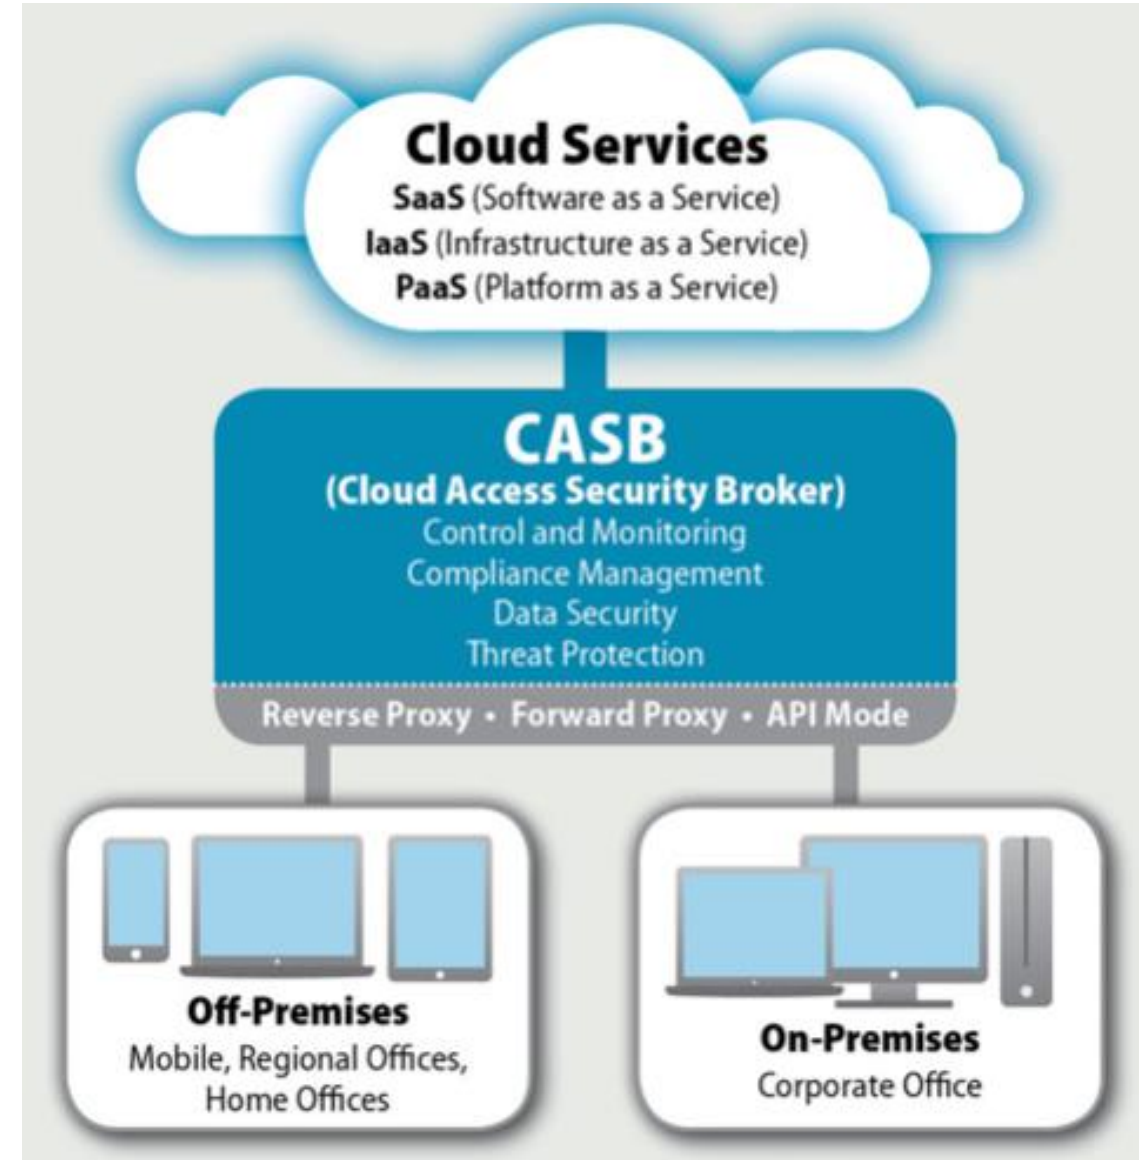 Cloud Services
SaaS (Software as a Service)
IaaS (Infrastructure as a Service)
PaaS (Platform as a Service)
CASB
(Cloud Access Security Broker)
Control and Monitoring
Compliance Management
Data Security
Threat Protection
Reverse Proxy • Forward Proxy • API Mode
Off-Premises
Mobile, Regional Offices,
Home Offices
On-Premises
Corporate Office